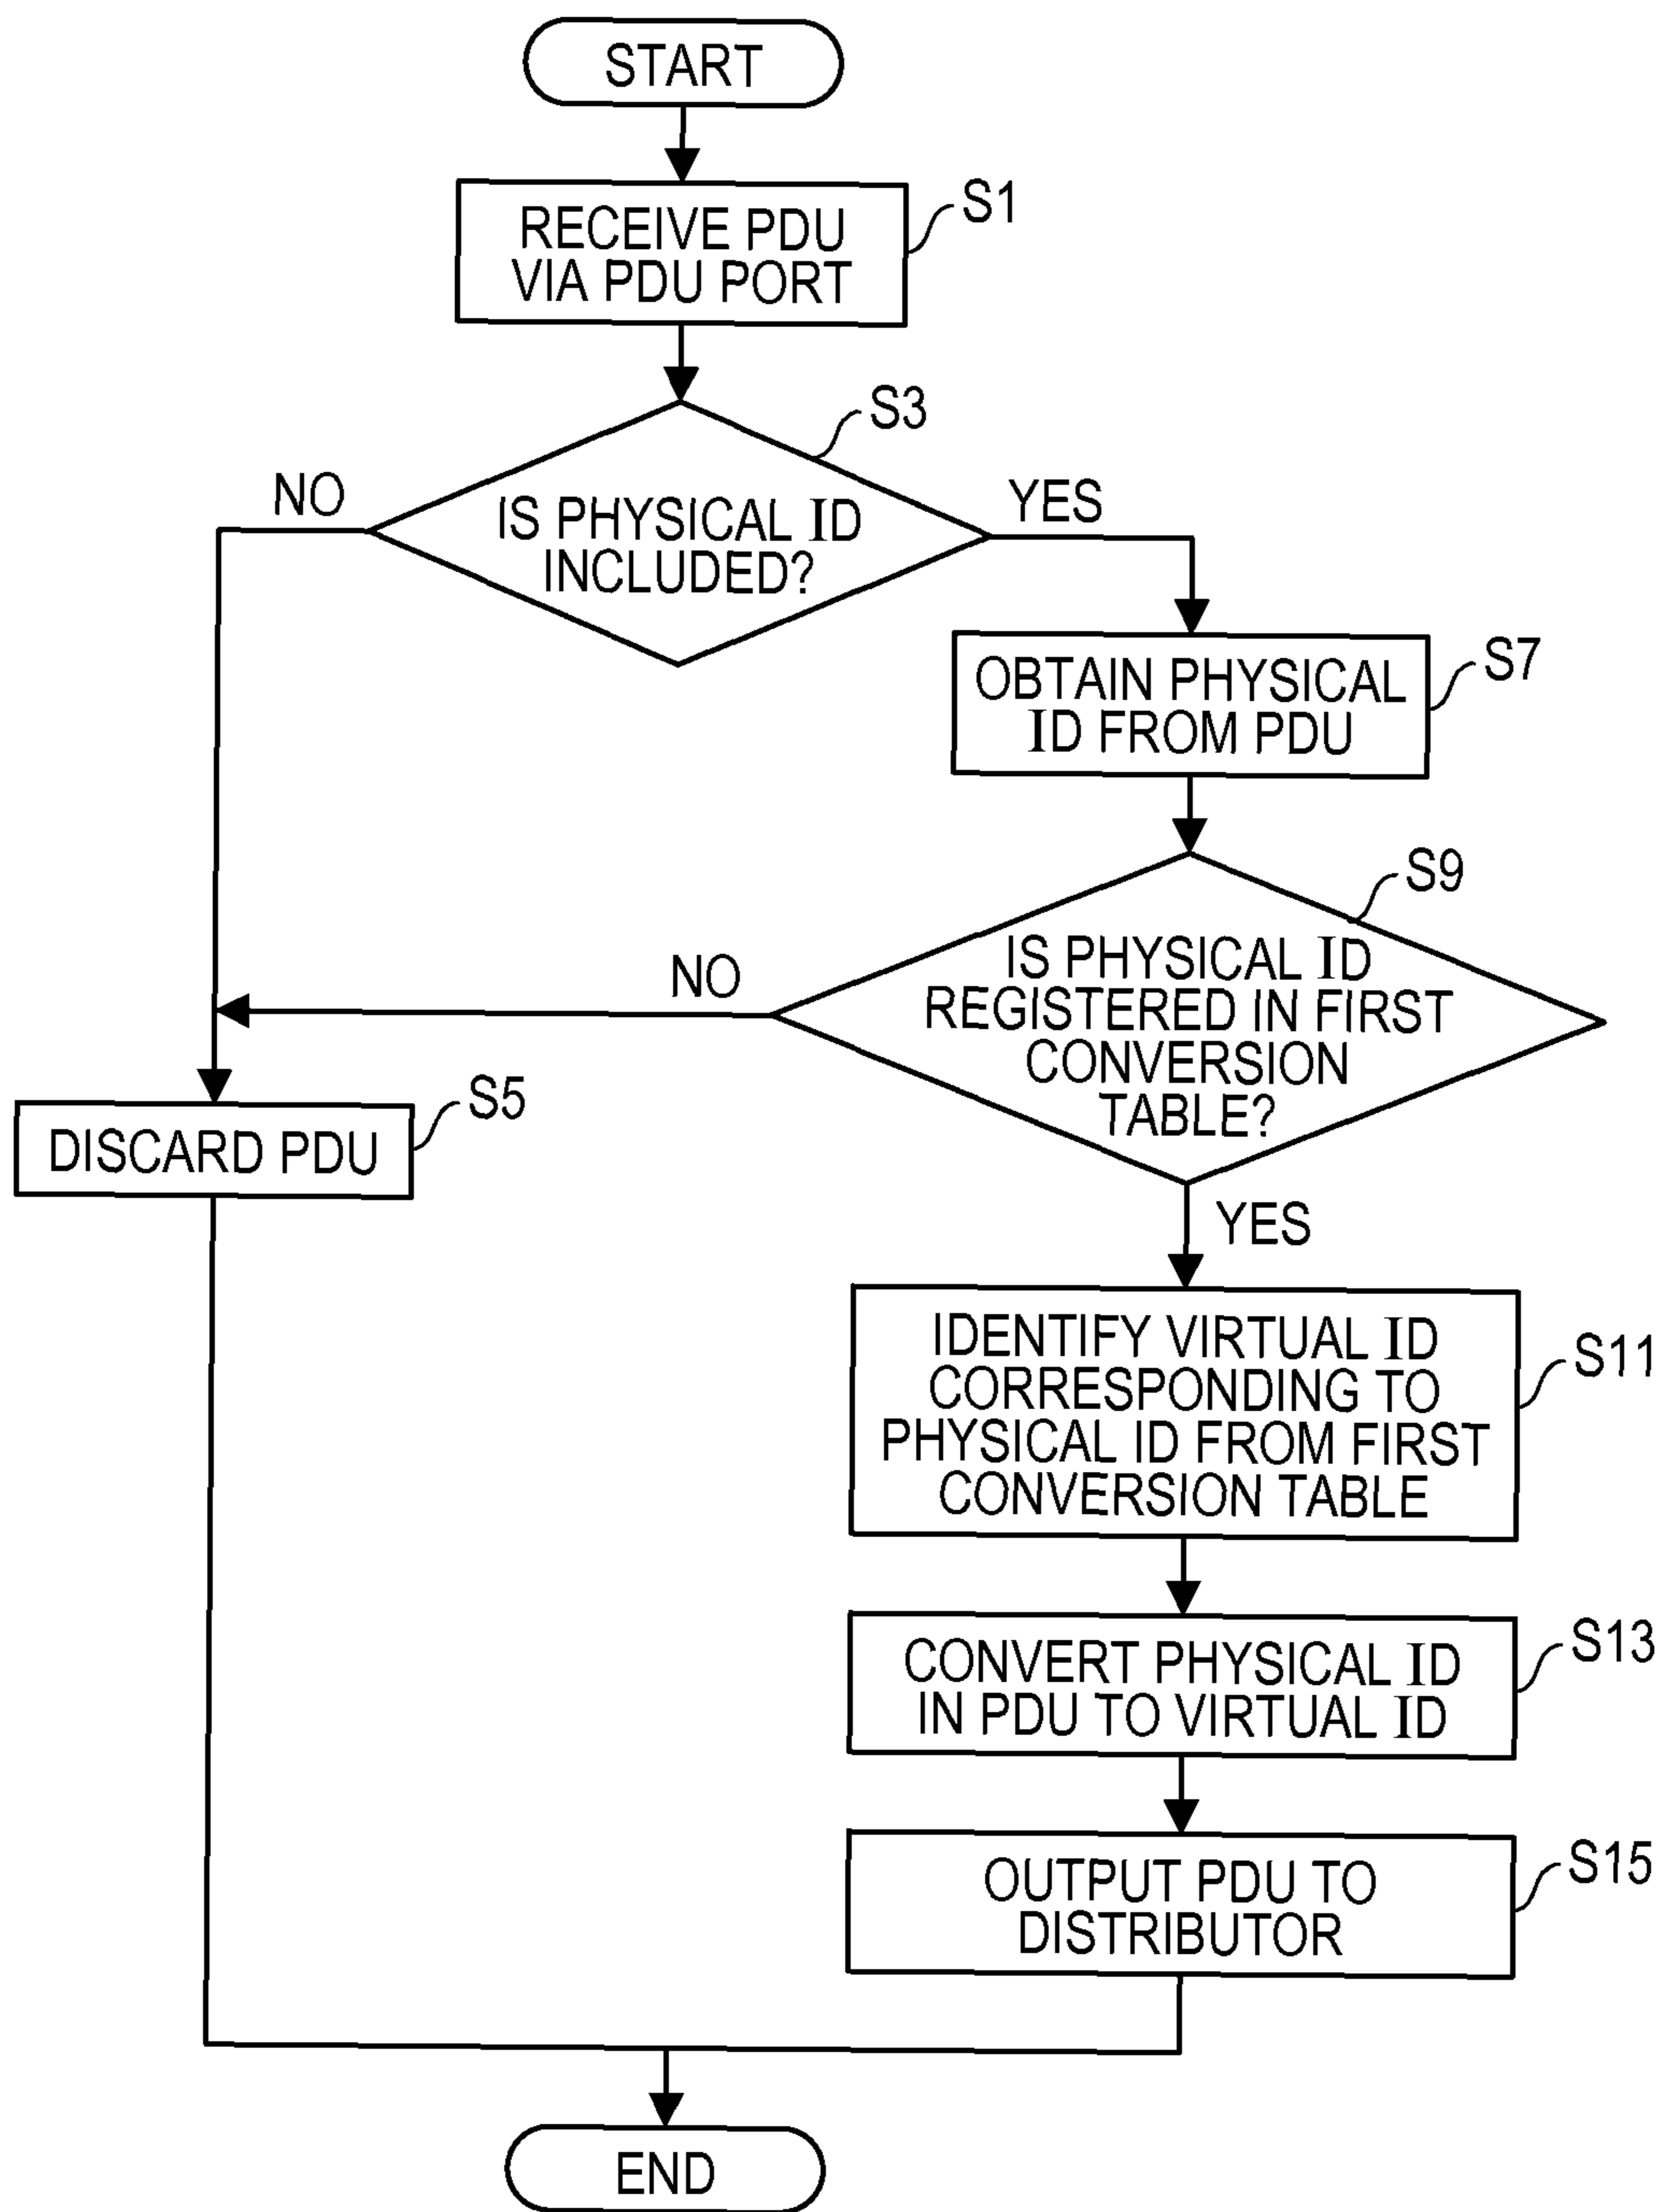 START
RECEIVE PDU
VIA PDU PORT
S1
S3
NO
IS PHYSICAL ID
INCLUDED?
YES
OBTAIN PHYSICAL
ID FROM PDU
S7
S9
NO
IS PHYSICAL ID
REGISTERED IN FIRST
CONVERSION
TABLE?
S5
DISCARD PDU
YES
IDENTIFY VIRTUAL ID
CORRESPONDING TO
PHYSICAL ID FROM FIRST
CONVERSION TABLE
S11
CONVERT PHYSICAL ID
IN PDU TO VIRTUAL ID
S13
OUTPUT PDU TO
DISTRIBUTOR
S15
END